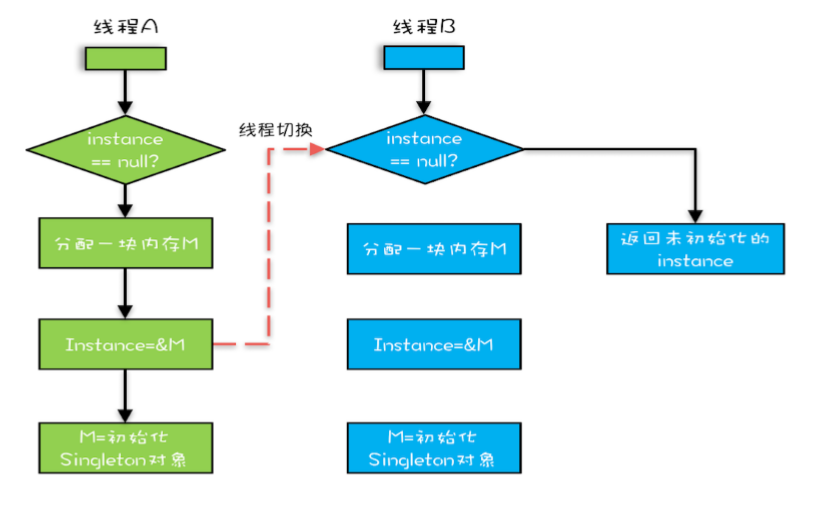 线程A
线程B
线程切换
instance
== null?
instance
== null?
分配一块内存M
分配一块内存M
返回未初始化的
instance
Instance=&M
Instance=&M
M=初始化
Singleton对象
M=初始化
Singleton对象